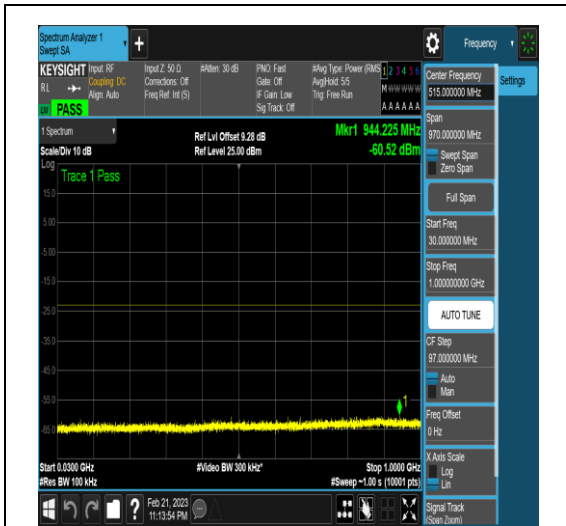 Spectrum Analyzer 1
Swept SA
+
Frequency
KEYSIGHT
Input: RF
Coupling: DC
Align: Auto
RL
PASS
Input Z: 50 Ω
Corrections: Off
Freq Ref: Int (S)
#Atten: 30 dB
PNO: Fast
Gate: Off
IF Gain: Low
Sig Track: Off
#Avg Type: Power (RMS
Avg|Hold: 5/5
Trig: Free Run
1 2 3 4 5 6
M W W W W W
A A A A A A
1 Spectrum
Scale/Div 10 dB
Ref Lvl Offset 9.28 dB
Ref Level 25.00 dBm
Mkr1 944.225 MHz
-60.52 dBm
Log
Trace 1 Pass
15.0
5.00
-5.00
-15.0
-25.0
-35.0
-45.0
-55.0
-65.0
1
Start 0.0300 GHz
#Res BW 100 kHz
#Video BW 300 kHz*
Stop 1.0000 GHz
#Sweep ~1.00 s (10001 pts)
Center Frequency
515.000000 MHz
Settings
Span
970.000000 MHz
Swept Span
Zero Span
Full Span
Start Freq
30.000000 MHz
Stop Freq
1.000000000 GHz
AUTO TUNE
CF Step
97.000000 MHz
Auto
Man
Freq Offset
0 Hz
X Axis Scale
Log
Lin
Signal Track
(Span Zoom)
?
Feb 21, 2023
11:13:54 PM